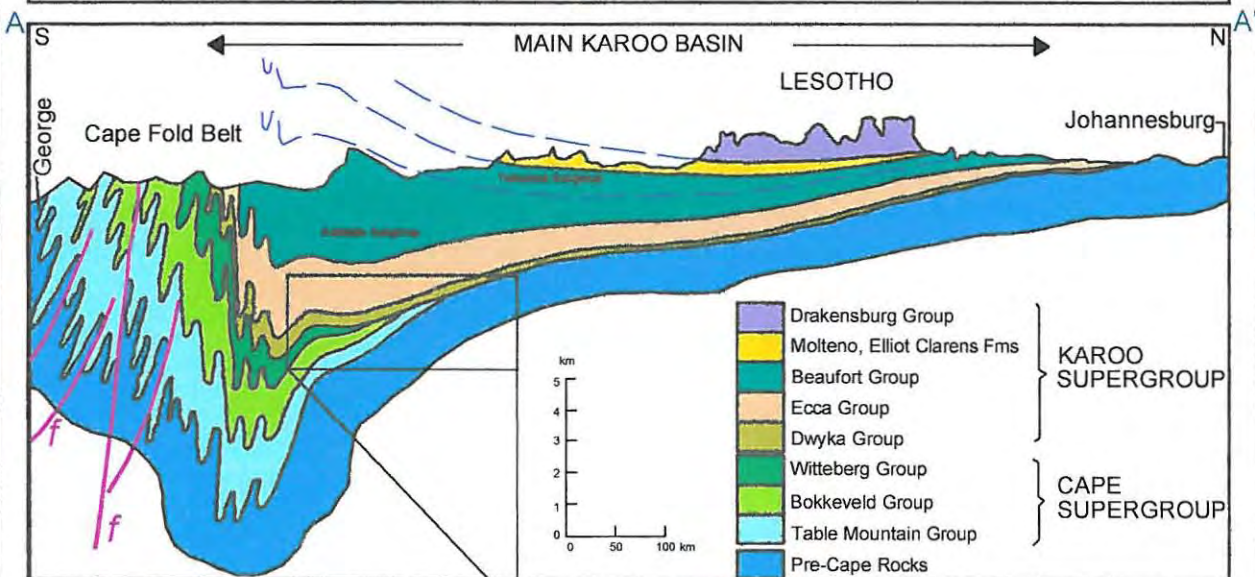 A
A'
S
MAIN KAROO BASIN
N
LESOTHO
George
Cape Fold Belt
Johannesburg
U
U
f
f
km
5
4
3
2
1
0
0 50 100 km
Drakensburg Group
Molteno, Elliot Clarens Fms
Beaufort Group
Ecca Group
Dwyka Group
KAROO
SUPERGROUP
Witteberg Group
Bokkeveld Group
Table Mountain Group
CAPE
SUPERGROUP
Pre-Cape Rocks